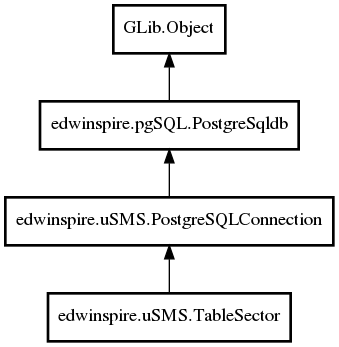 GLib.Object
edwinspire.pgSQL.PostgreSqldb
edwinspire.uSMS.PostgreSQLConnection
edwinspire.uSMS.TableSector